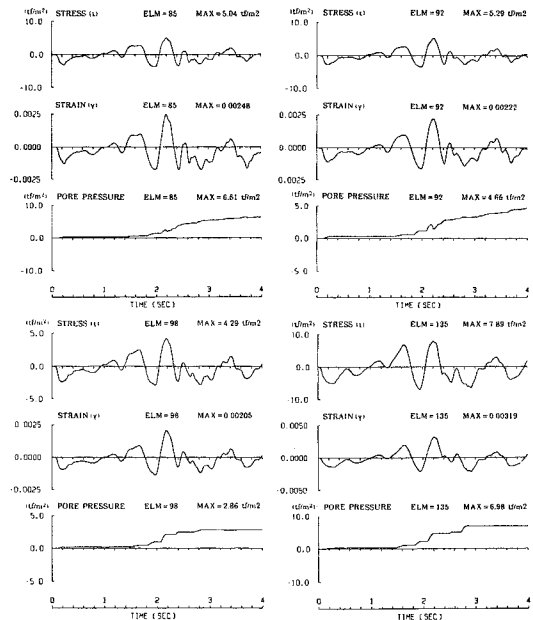 (tf/m²) STRESS (τ) ELM = 85 MAX = 5.04 tf/m2
10.0
0.0
-10.0
STRAIN (γ) ELM = 85 MAX = 0.00248
0.0025
0.0000
-0.0025
(tf/m²) PORE PRESSURE ELM = 85 MAX = 6.51 tf/m2
10.0
0.0
-10.0
0 1 2 3 4
TIME (SEC)
(tf/m²) STRESS (τ) ELM = 92 MAX = 5.29 tf/m2
10.0
0.0
-10.0
STRAIN (γ) ELM = 92 MAX = 0.00222
0.0025
0.0000
-0.0025
(tf/m²) PORE PRESSURE ELM = 92 MAX = 4.66 tf/m2
5.0
0.0
-5.0
0 1 2 3 4
TIME (SEC)
(tf/m²) STRESS (τ) ELM = 98 MAX = 4.29 tf/m2
5.0
0.0
-5.0
STRAIN (γ) ELM = 98 MAX = 0.00205
0.0025
0.0000
-0.0025
(tf/m²) PORE PRESSURE ELM = 98 MAX = 2.86 tf/m2
5.0
0.0
-5.0
0 1 2 3 4
TIME (SEC)
(tf/m²) STRESS (τ) ELM = 135 MAX = 7.89 tf/m2
10.0
0.0
-10.0
STRAIN (γ) ELM = 135 MAX = 0.00319
0.0050
0.0000
-0.0050
(tf/m²) PORE PRESSURE ELM = 135 MAX = 6.98 tf/m2
10.0
0.0
-10.0
0 1 2 3 4
TIME (SEC)